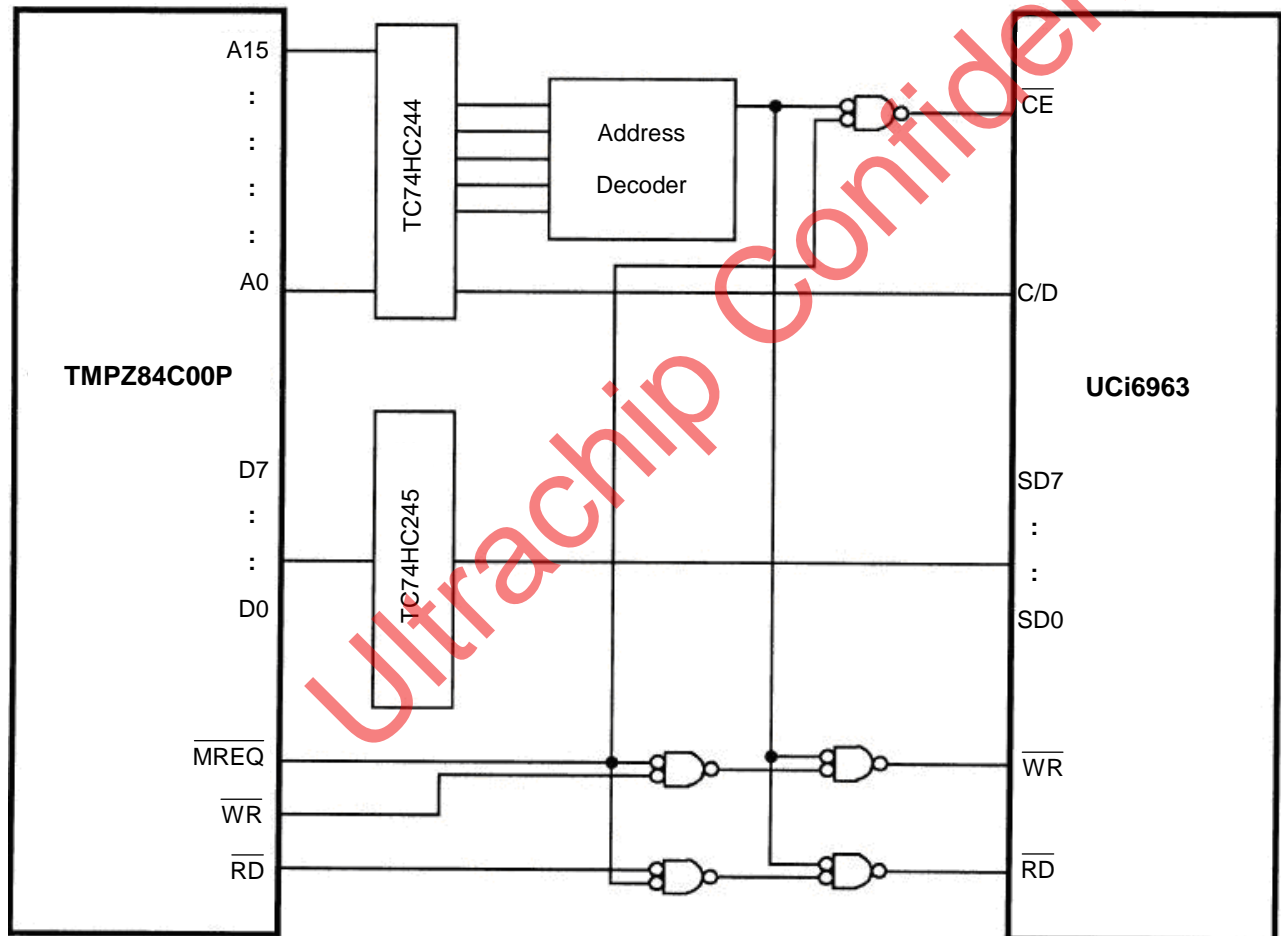 A15
:
:
:
:
A0
TMPZ84C00P
D7
:
:
D0
MREQ
WR
RD
TC74HC244
TC74HC245
Address
Decoder
CE
C/D
UCi6963
SD7
:
:
SD0
WR
RD
Ultrachip Confiden